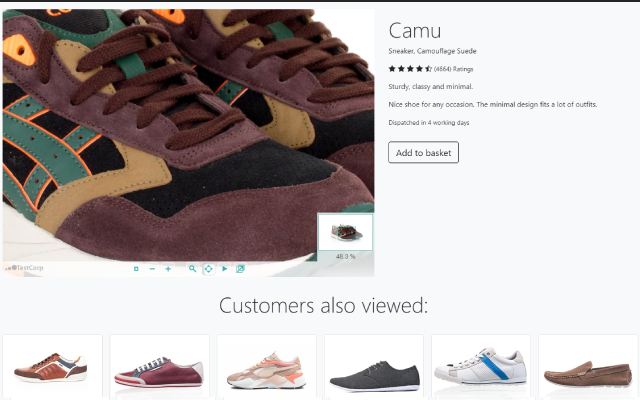 Camu
Sneaker, Camouflage Suede
(4664) Ratings
Sturdy, classy and minimal.
Nice shoe for any occasion. The minimal design fits a lot of outfits.
Dispatched in 4 working days
Add to basket
48.3 %
TextCorp
Customers also viewed: